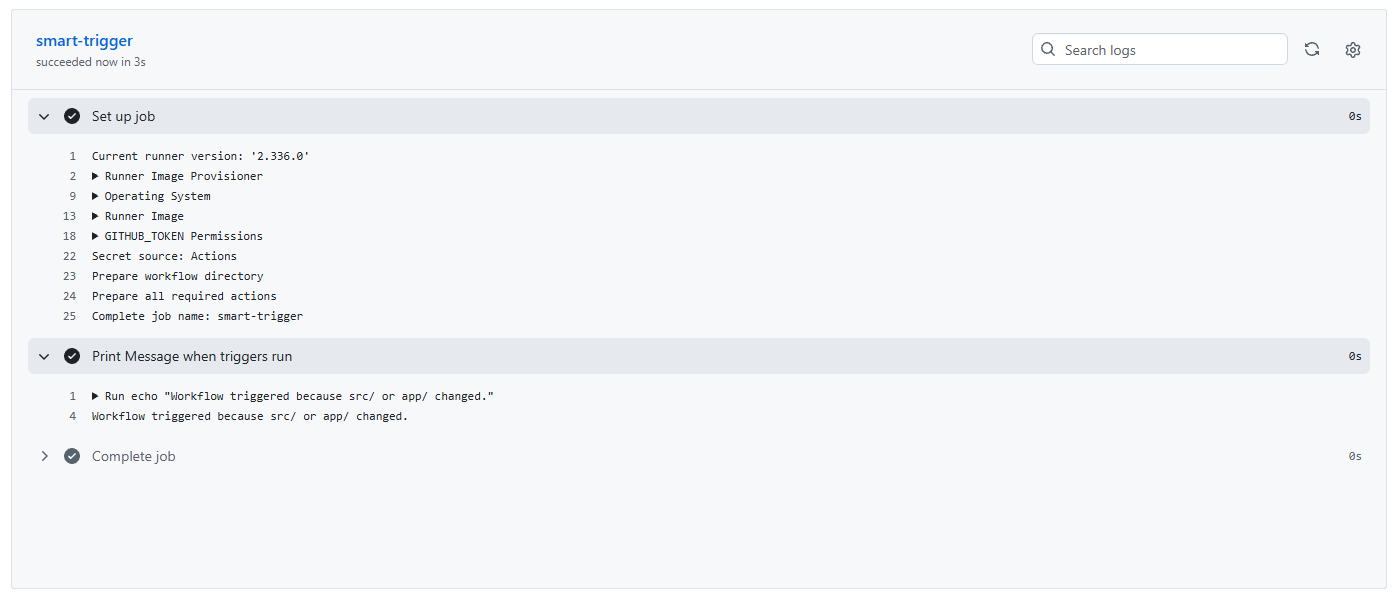 smart-trigger
succeeded now in 3s
Search logs
Set up job 0s
1 Current runner version: '2.336.0'
2 ▶ Runner Image Provisioner
9 ▶ Operating System
13 ▶ Runner Image
18 ▶ GITHUB_TOKEN Permissions
22 Secret source: Actions
23 Prepare workflow directory
24 Prepare all required actions
25 Complete job name: smart-trigger
Print Message when triggers run 0s
1 ▶ Run echo "Workflow triggered because src/ or app/ changed."
4 Workflow triggered because src/ or app/ changed.
Complete job 0s